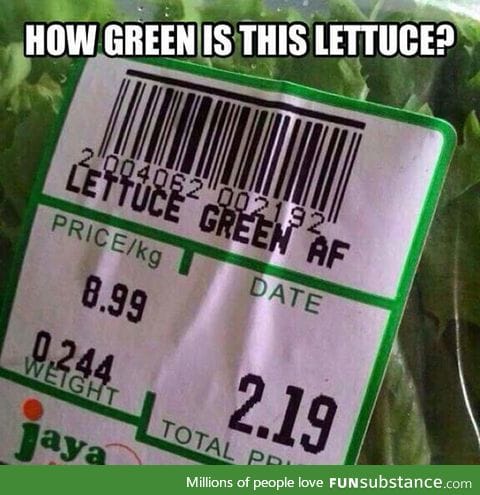 HOW GREEN IS THIS LETTUCE?
2 004062 002192
LETTUCE GREEN AF
PRICE/kg
DATE
8.99
0.244
WEIGHT
2.19
TOTAL
jaya
Millions of people love FUNsubstance.com